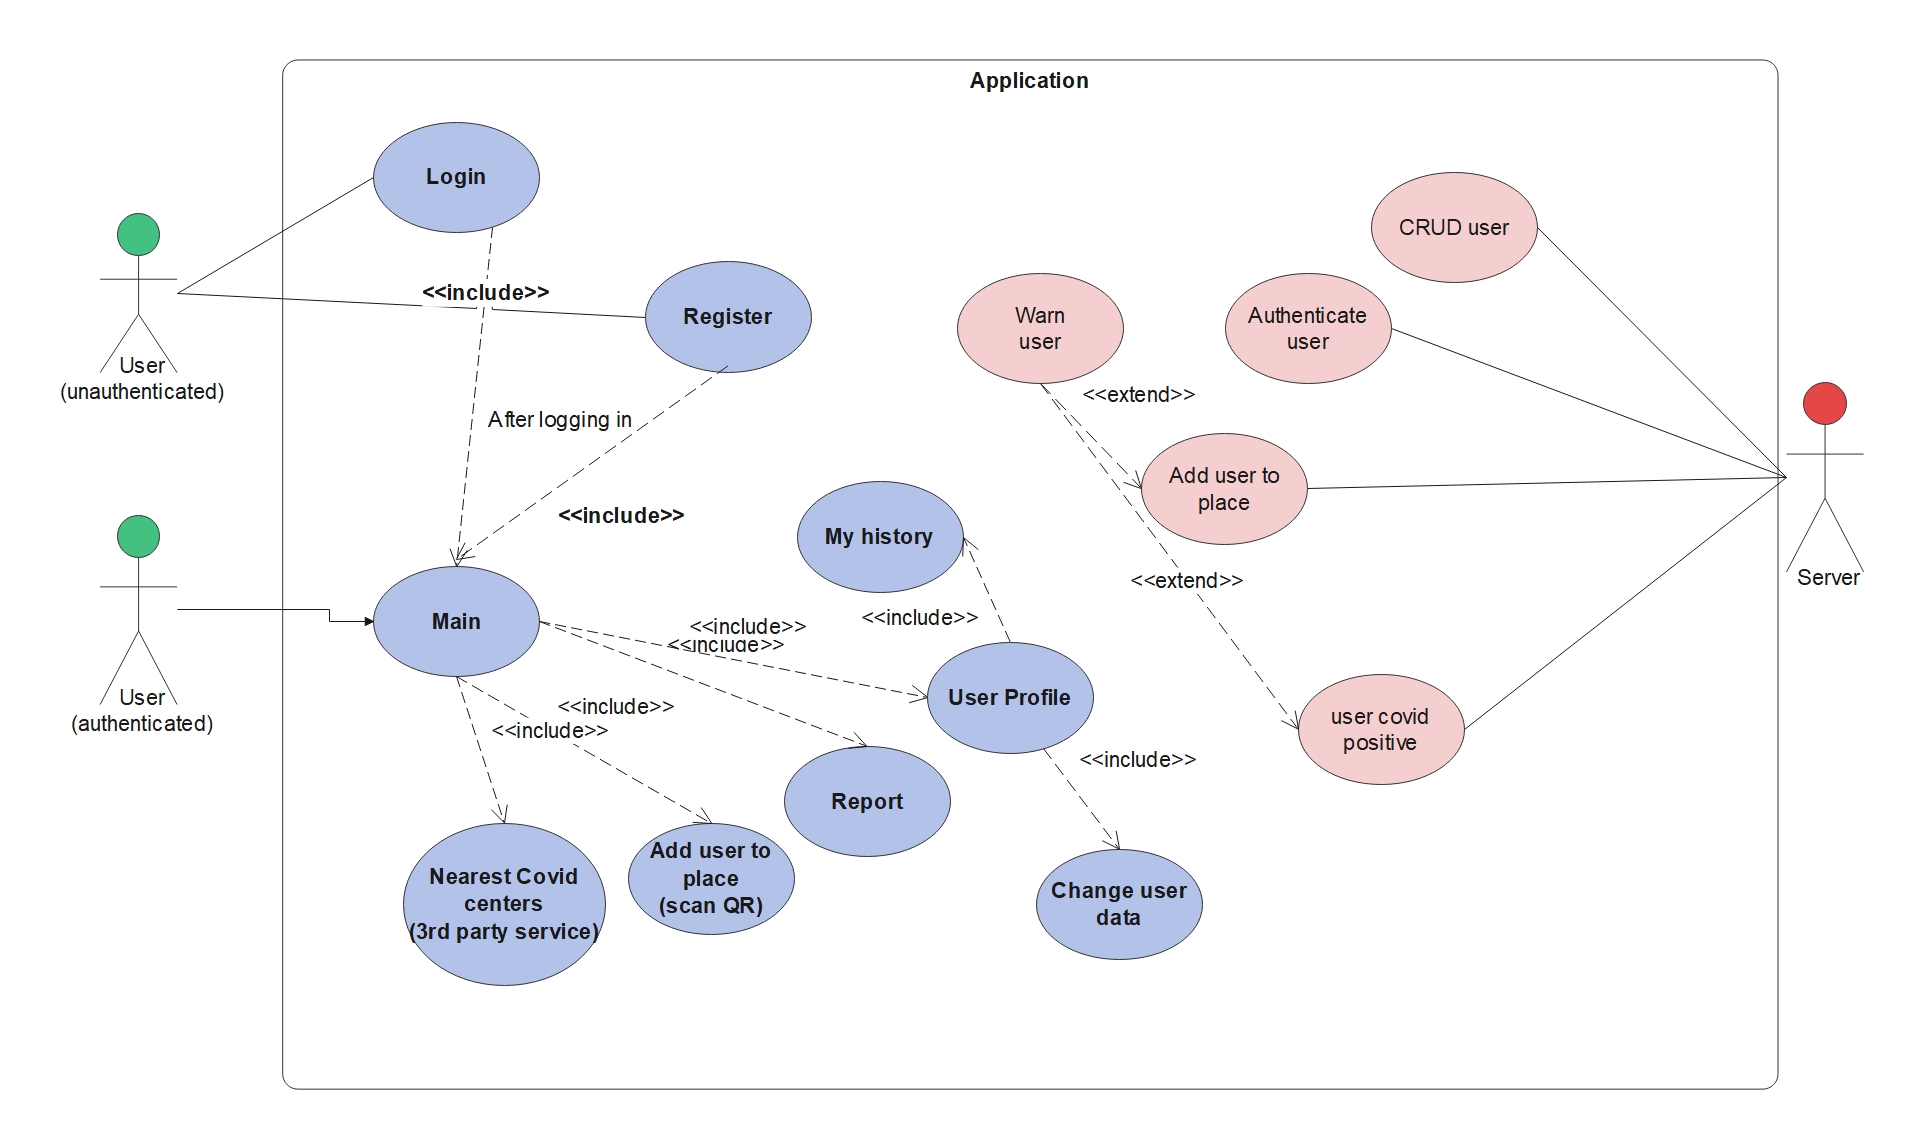 Application
Login
<<include>>
Register
User
(unauthenticated)
After logging in
<<include>>
Main
User
(authenticated)
CRUD user
Warn
user
Authenticate
user
<<extend>>
Add user to
place
<<extend>>
Server
My history
<<include>>
<<include>>
<<include>>
User Profile
user covid
positive
<<include>>
<<include>>
<<include>>
Report
Nearest Covid
centers
(3rd party service)
Add user to
place
(scan QR)
Change user
data